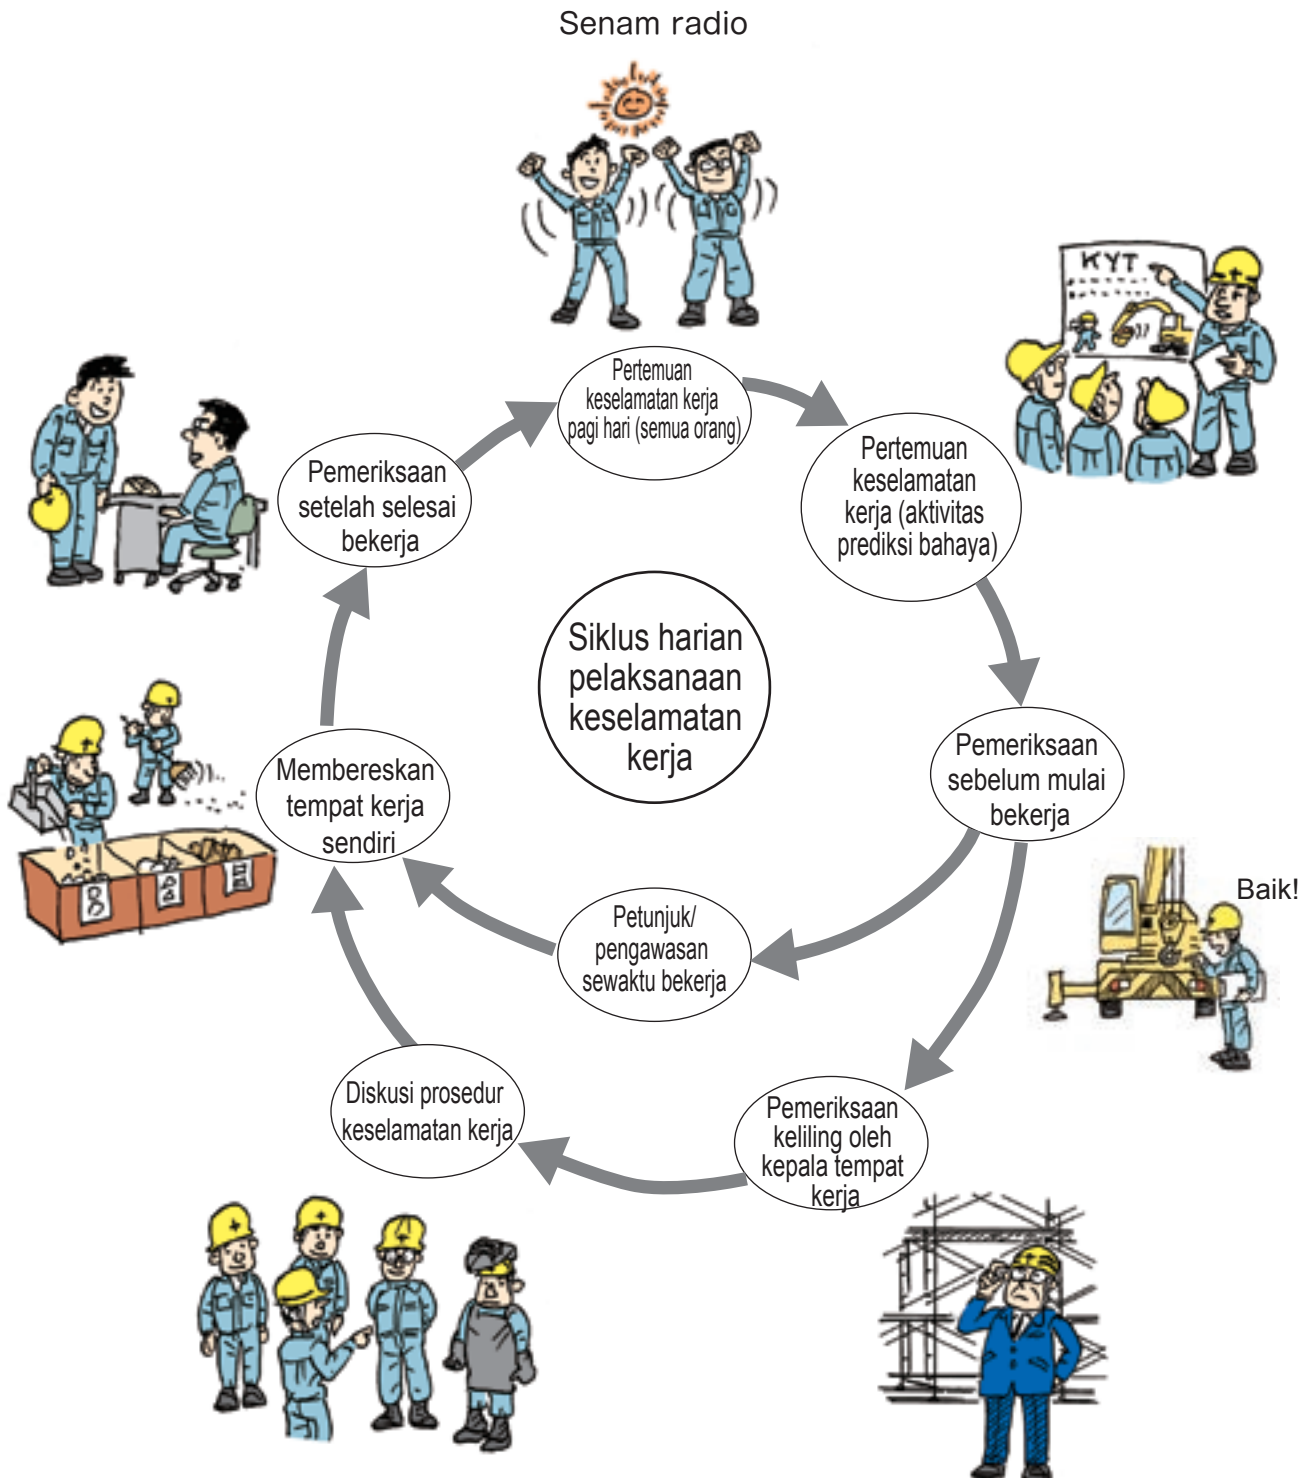 Senam radio
KYT
Pertemuan
keselamatan kerja
pagi hari (semua orang)
Pertemuan
keselamatan
kerja (aktivitas
prediksi bahaya)
Pemeriksaan
setelah selesai
bekerja
Siklus harian
pelaksanaan
keselamatan
kerja
Pemeriksaan
sebelum mulai
bekerja
Membereskan
tempat kerja
sendiri
Baik!
Petunjuk/
pengawasan
sewaktu bekerja
Diskusi prosedur
keselamatan kerja
Pemeriksaan
keliling oleh
kepala tempat
kerja